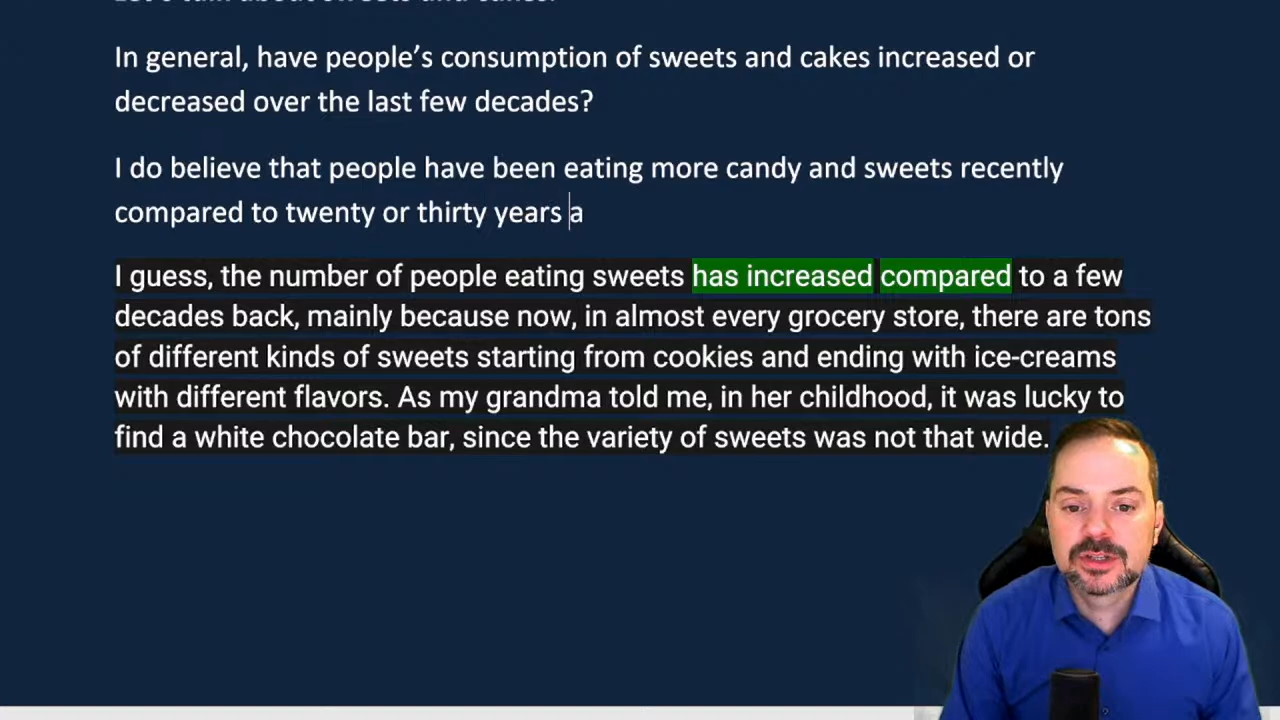 In general, have people’s consumption of sweets and cakes increased or
decreased over the last few decades?
I do believe that people have been eating more candy and sweets recently
compared to twenty or thirty years a
I guess, the number of people eating sweets has increased compared to a few
decades back, mainly because now, in almost every grocery store, there are tons
of different kinds of sweets starting from cookies and ending with ice-creams
with different flavors. As my grandma told me, in her childhood, it was lucky to
find a white chocolate bar, since the variety of sweets was not that wide.